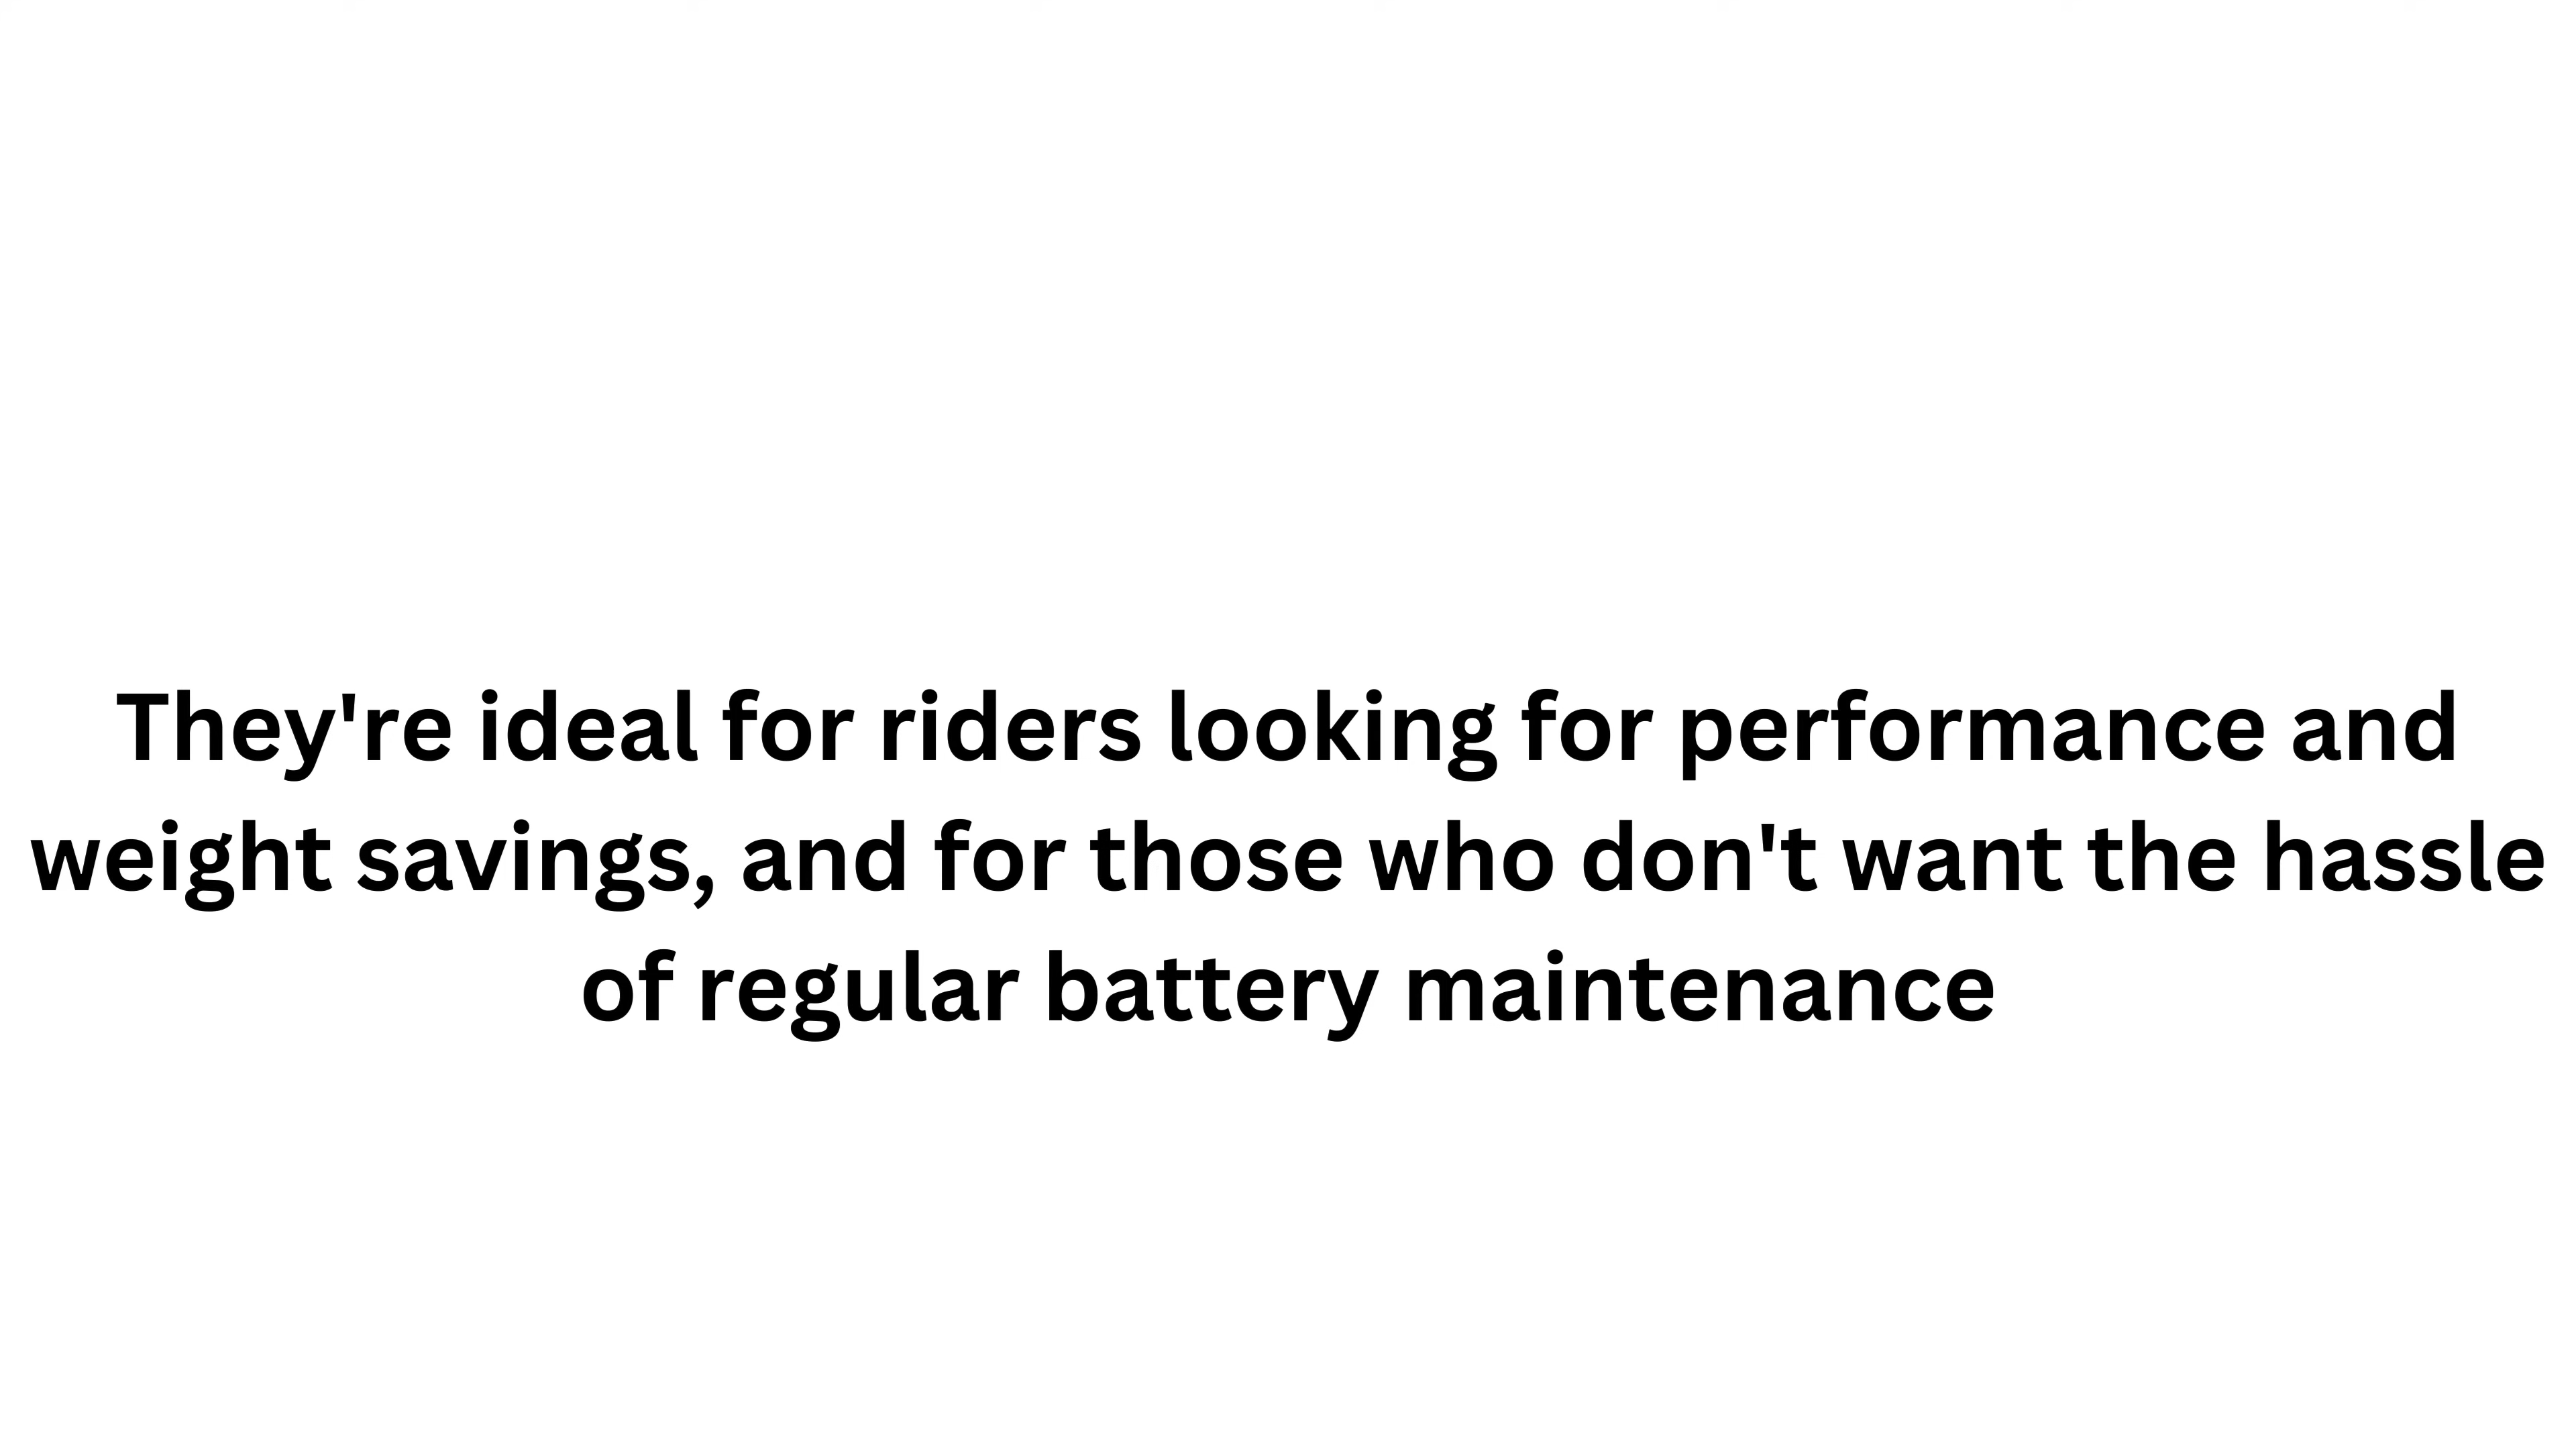 They're ideal for riders looking for performance and
weight savings, and for those who don't want the hassle
of regular battery maintenance